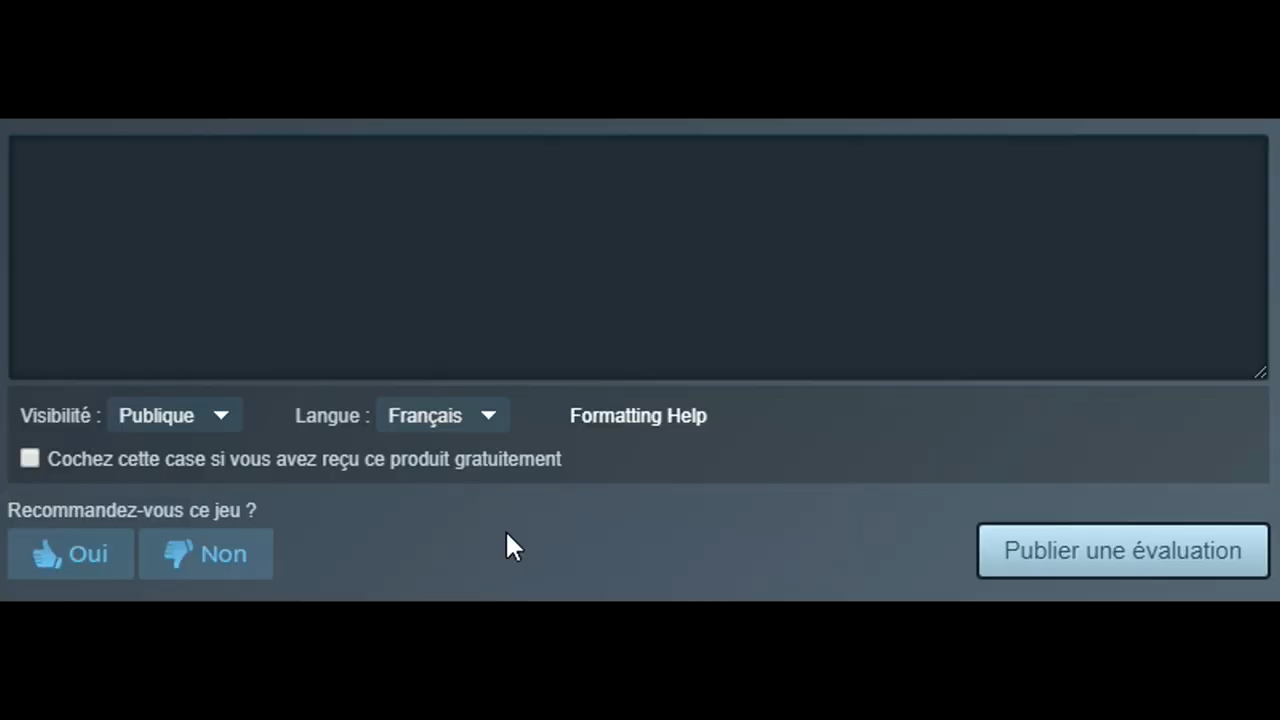 Visibilité : Publique Langue : Français Formatting Help
Cochez cette case si vous avez reçu ce produit gratuitement
Recommandez-vous ce jeu ?
Oui Non Publier une évaluation